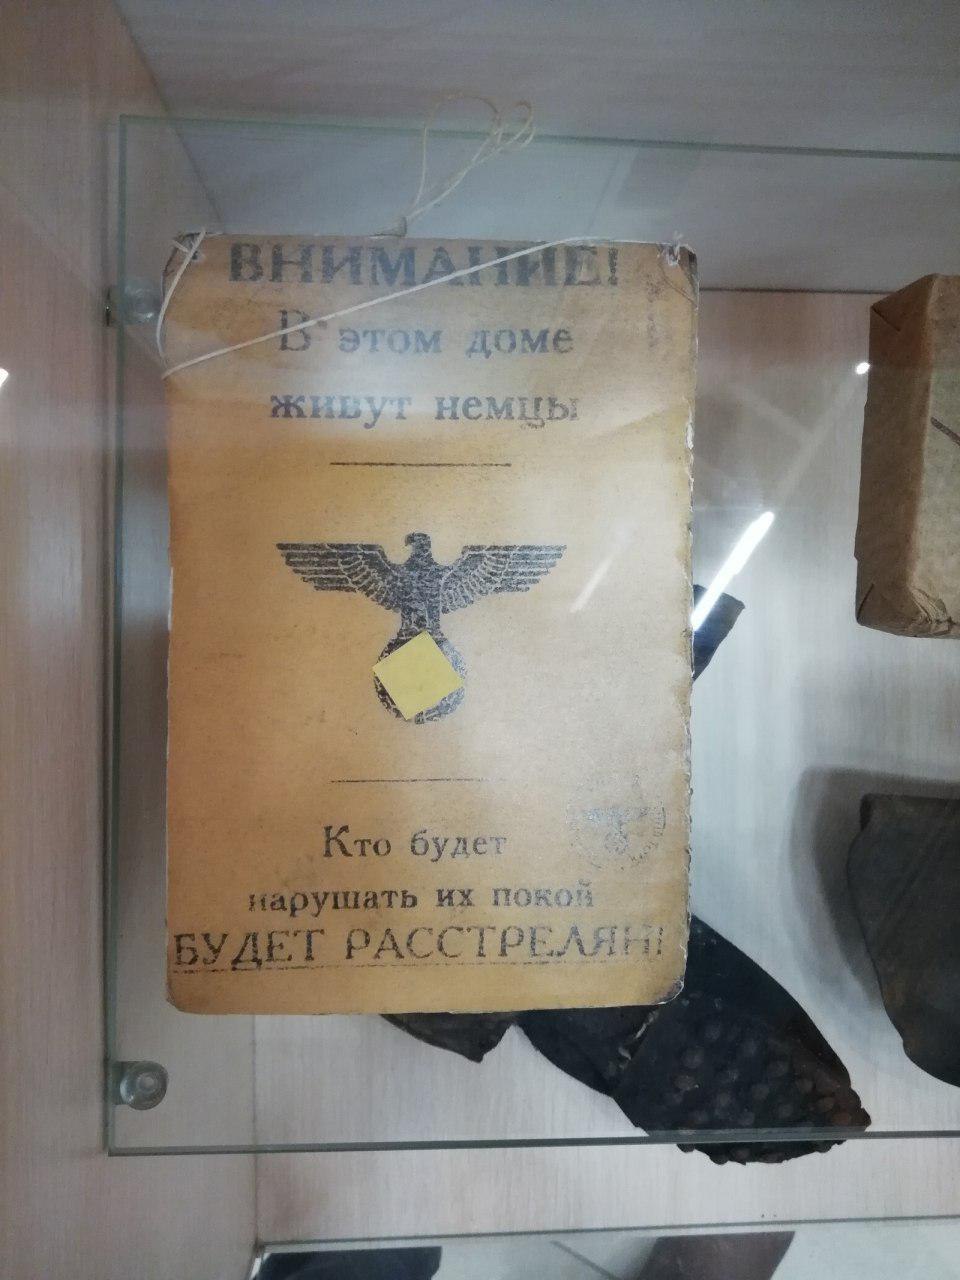 ВНИМАНИЕ!
В этом доме
живут немцы
Кто будет
нарушать их покой
БУДЕТ РАССТРЕЛЯН!